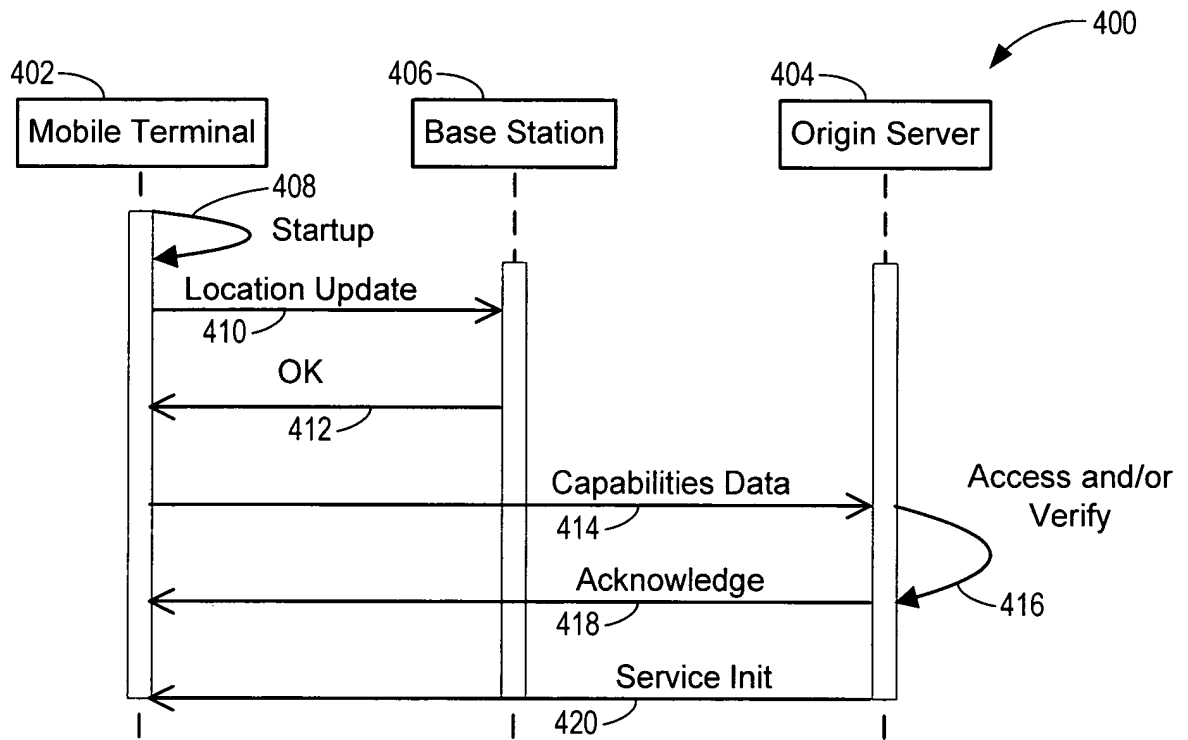 400
402
406
404
Mobile Terminal
Base Station
Origin Server
408
Startup
Location Update
410
OK
412
Capabilities Data
414
Access and/or
Verify
416
Acknowledge
418
Service Init
420